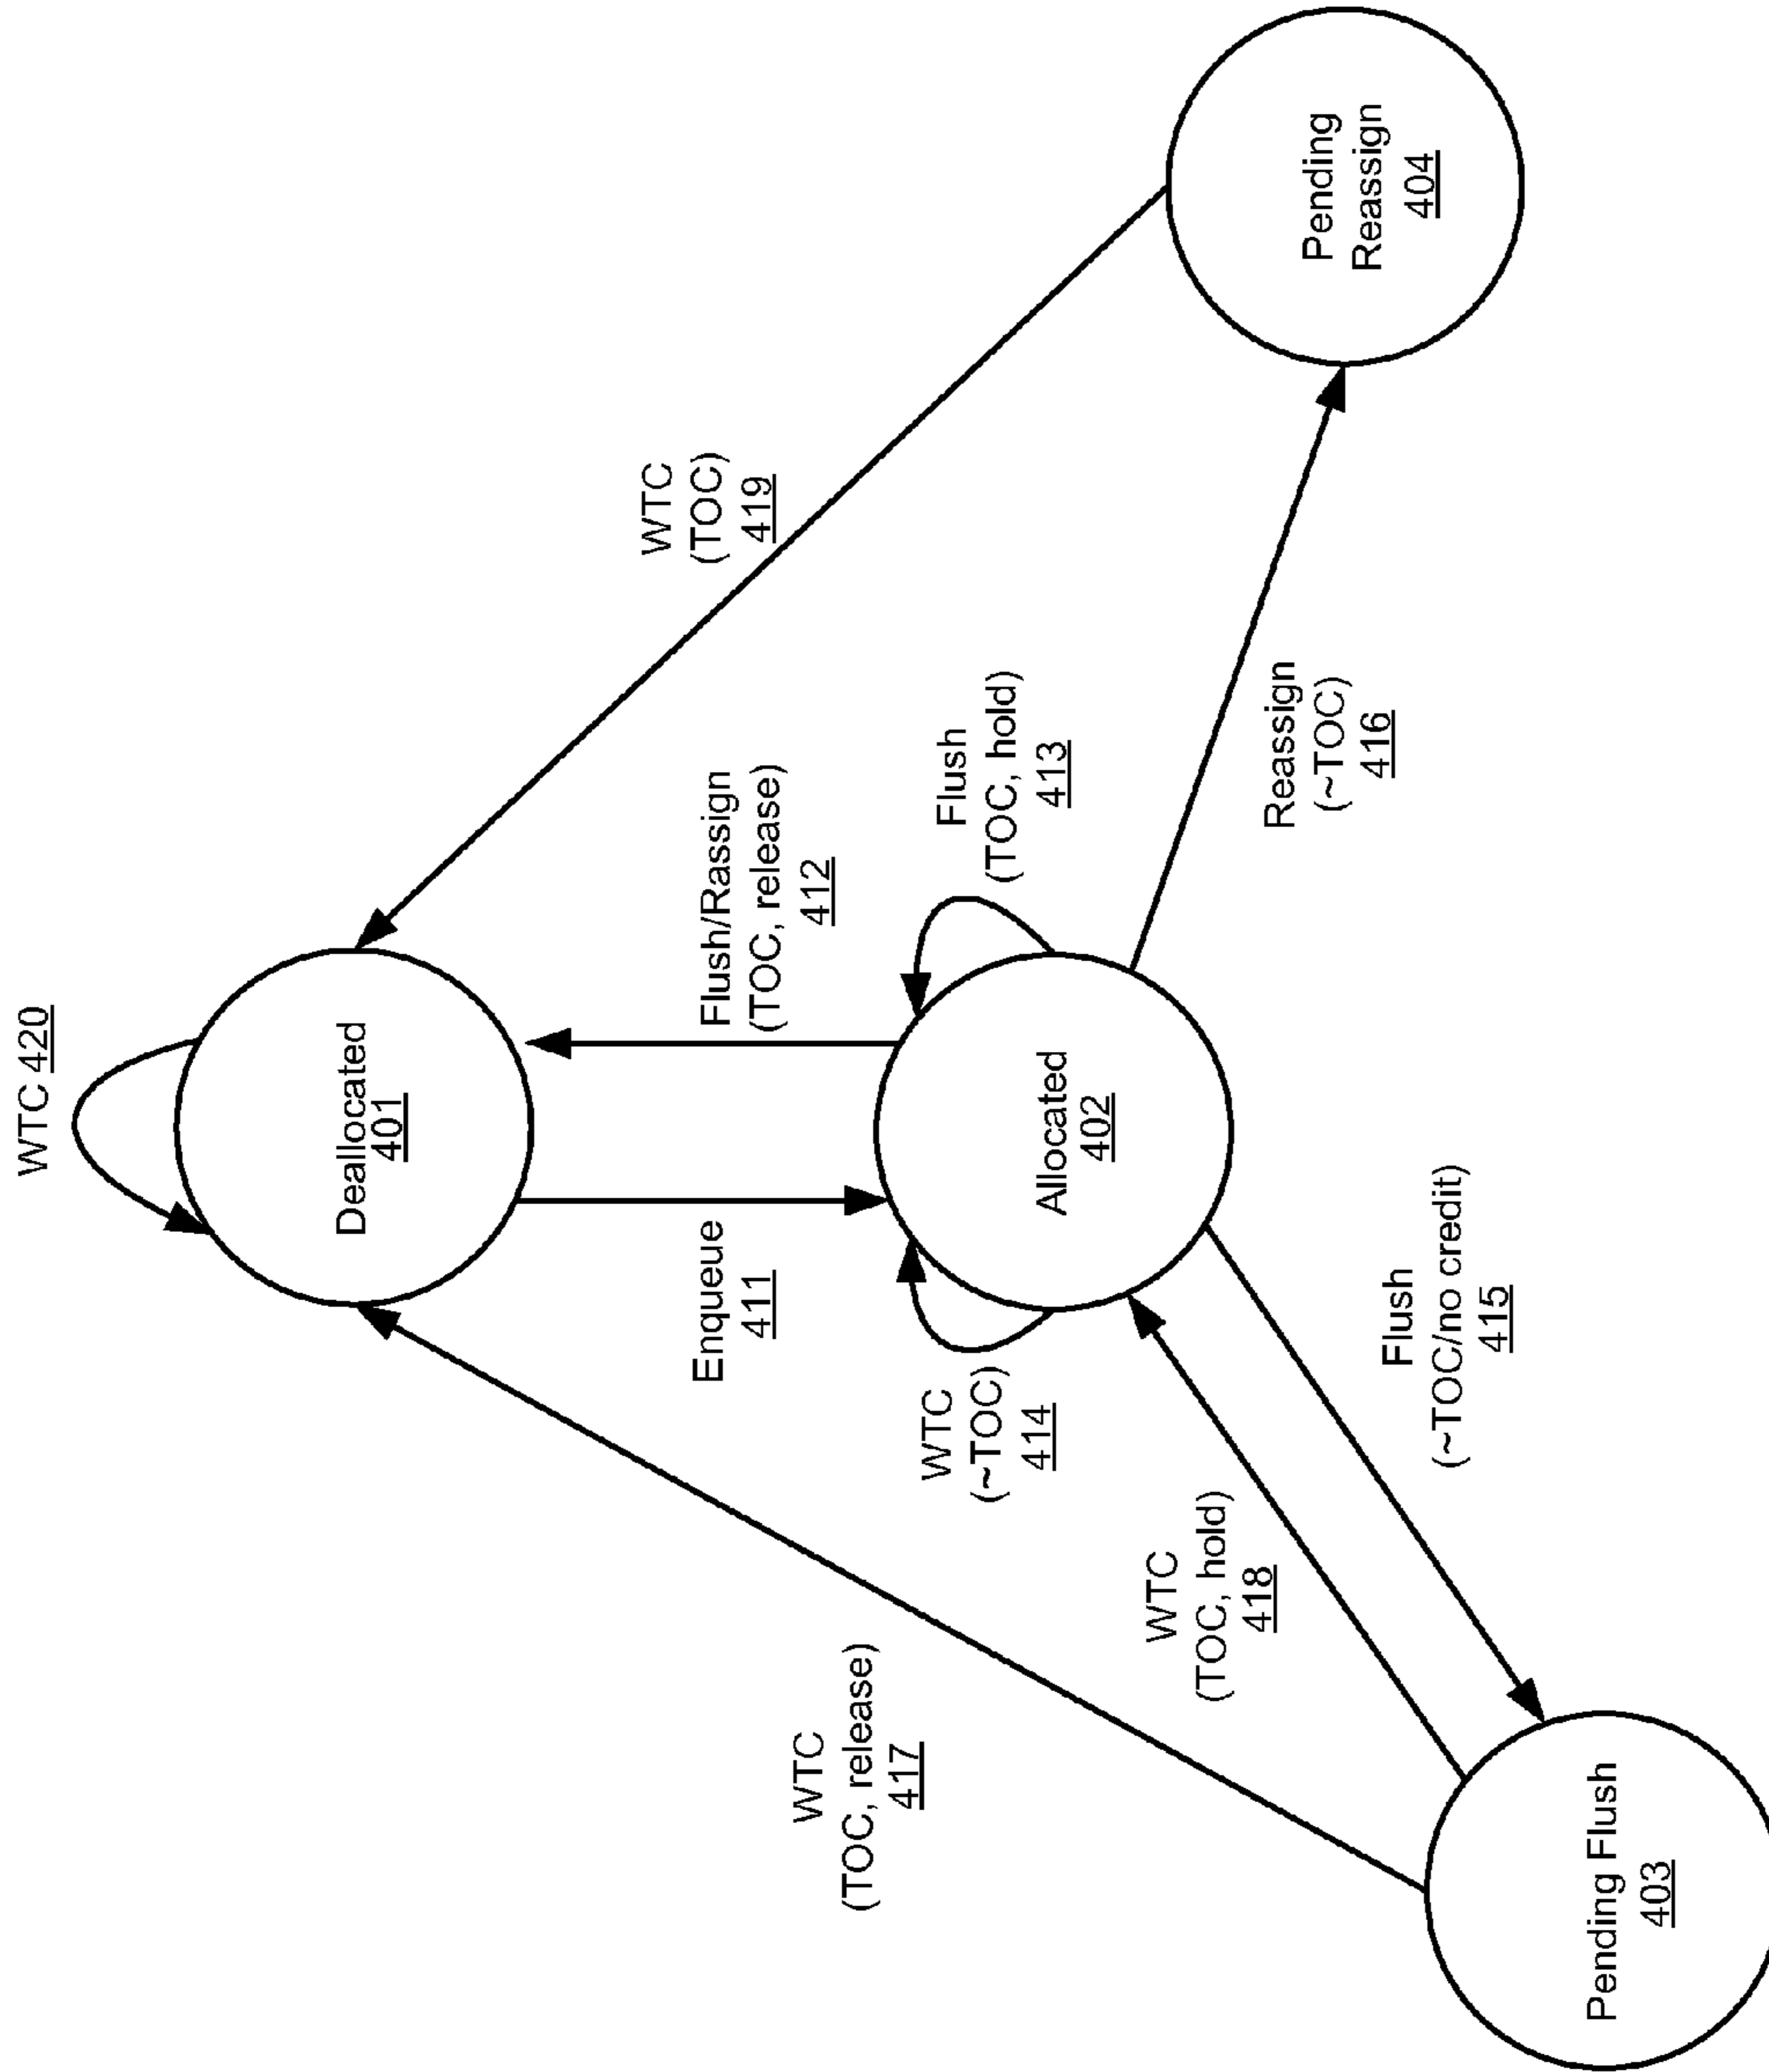 WTC 420
Deallocated
401
WTC
(TOC, release)
417
Enqueue
411
Flush/Rassign
(TOC, release)
412
WTC
(TOC)
419
WTC
(~TOC)
414
Flush
(TOC, hold)
413
Allocated
402
WTC
(TOC, hold)
418
Flush
(~TOC/no credit)
415
Reassign
(~TOC)
416
Pending Flush
403
Pending
Reassign
404